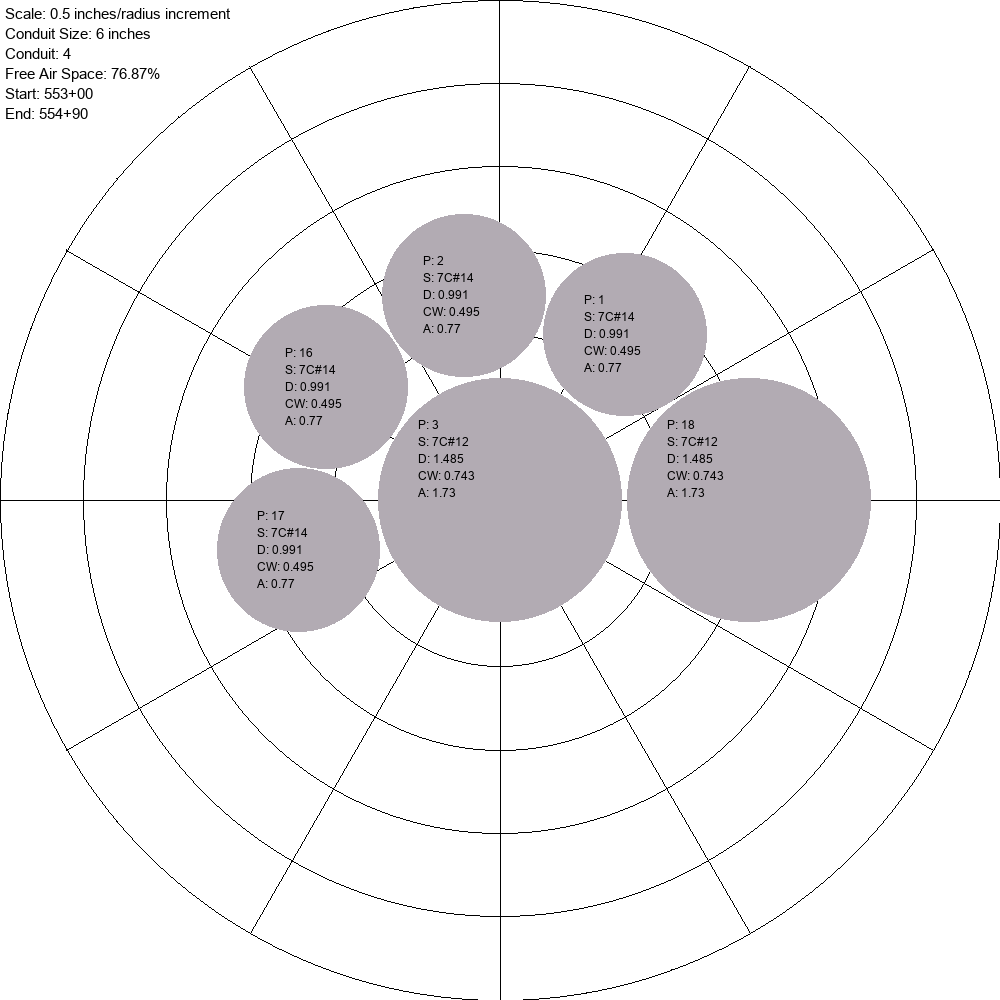 Scale: 0.5 inches/radius increment
Conduit Size: 6 inches
Conduit: 4
Free Air Space: 76.87%
Start: 553+00
End: 554+90
P: 2
S: 7C#14
D: 0.991
CW: 0.495
A: 0.77
P: 1
S: 7C#14
D: 0.991
CW: 0.495
A: 0.77
P: 16
S: 7C#14
D: 0.991
CW: 0.495
A: 0.77
P: 3
S: 7C#12
D: 1.485
CW: 0.743
A: 1.73
P: 18
S: 7C#12
D: 1.485
CW: 0.743
A: 1.73
P: 17
S: 7C#14
D: 0.991
CW: 0.495
A: 0.77